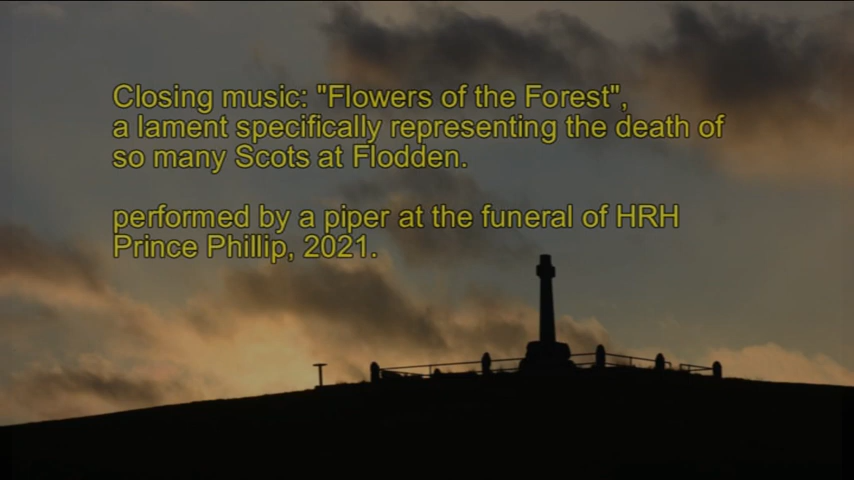 Closing music: "Flowers of the Forest",
a lament specifically representing the death of
so many Scots at Flodden.
performed by a piper at the funeral of HRH
Prince Phillip, 2021.